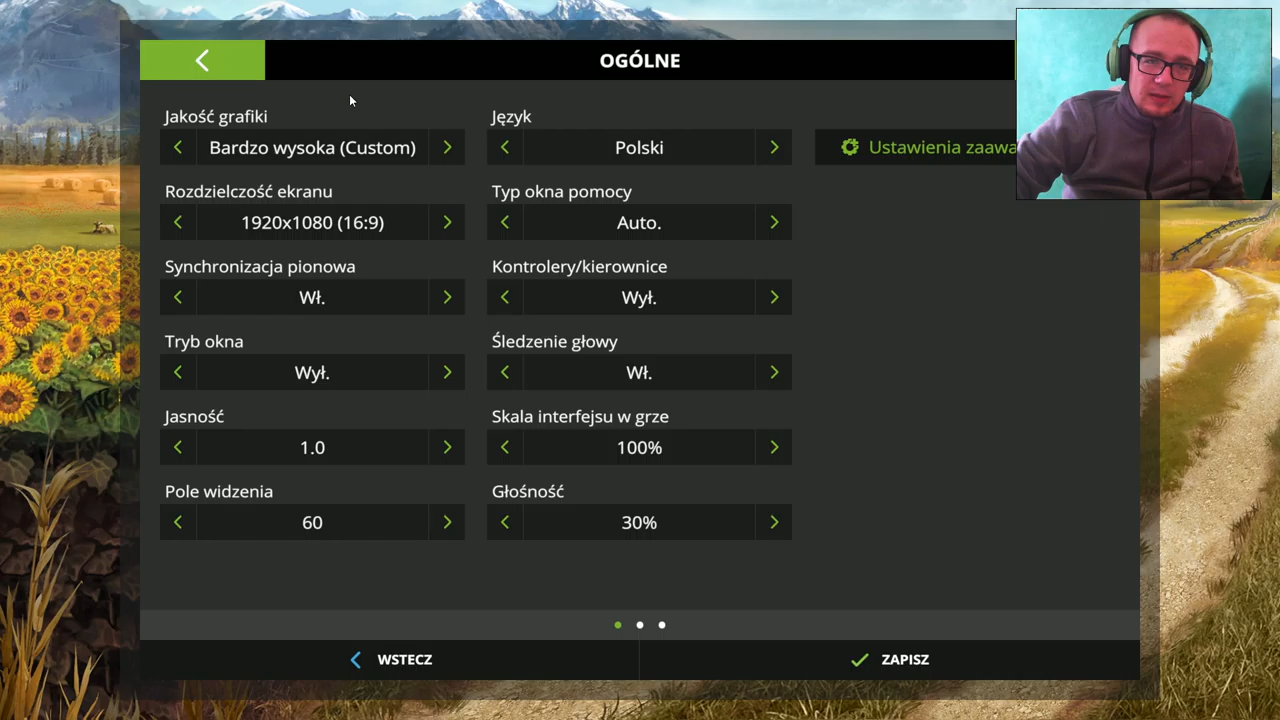 OGÓLNE
Jakość grafiki
Bardzo wysoka (Custom)
Rozdzielczość ekranu
1920x1080 (16:9)
Synchronizacja pionowa
Wł.
Tryb okna
Wył.
Jasność
1.0
Pole widzenia
60
Język
Polski
Typ okna pomocy
Auto.
Kontrolery/kierownice
Wył.
Śledzenie głowy
Wł.
Skala interfejsu w grze
100%
Głośność
30%
Ustawienia zaawa
WSTECZ
ZAPISZ